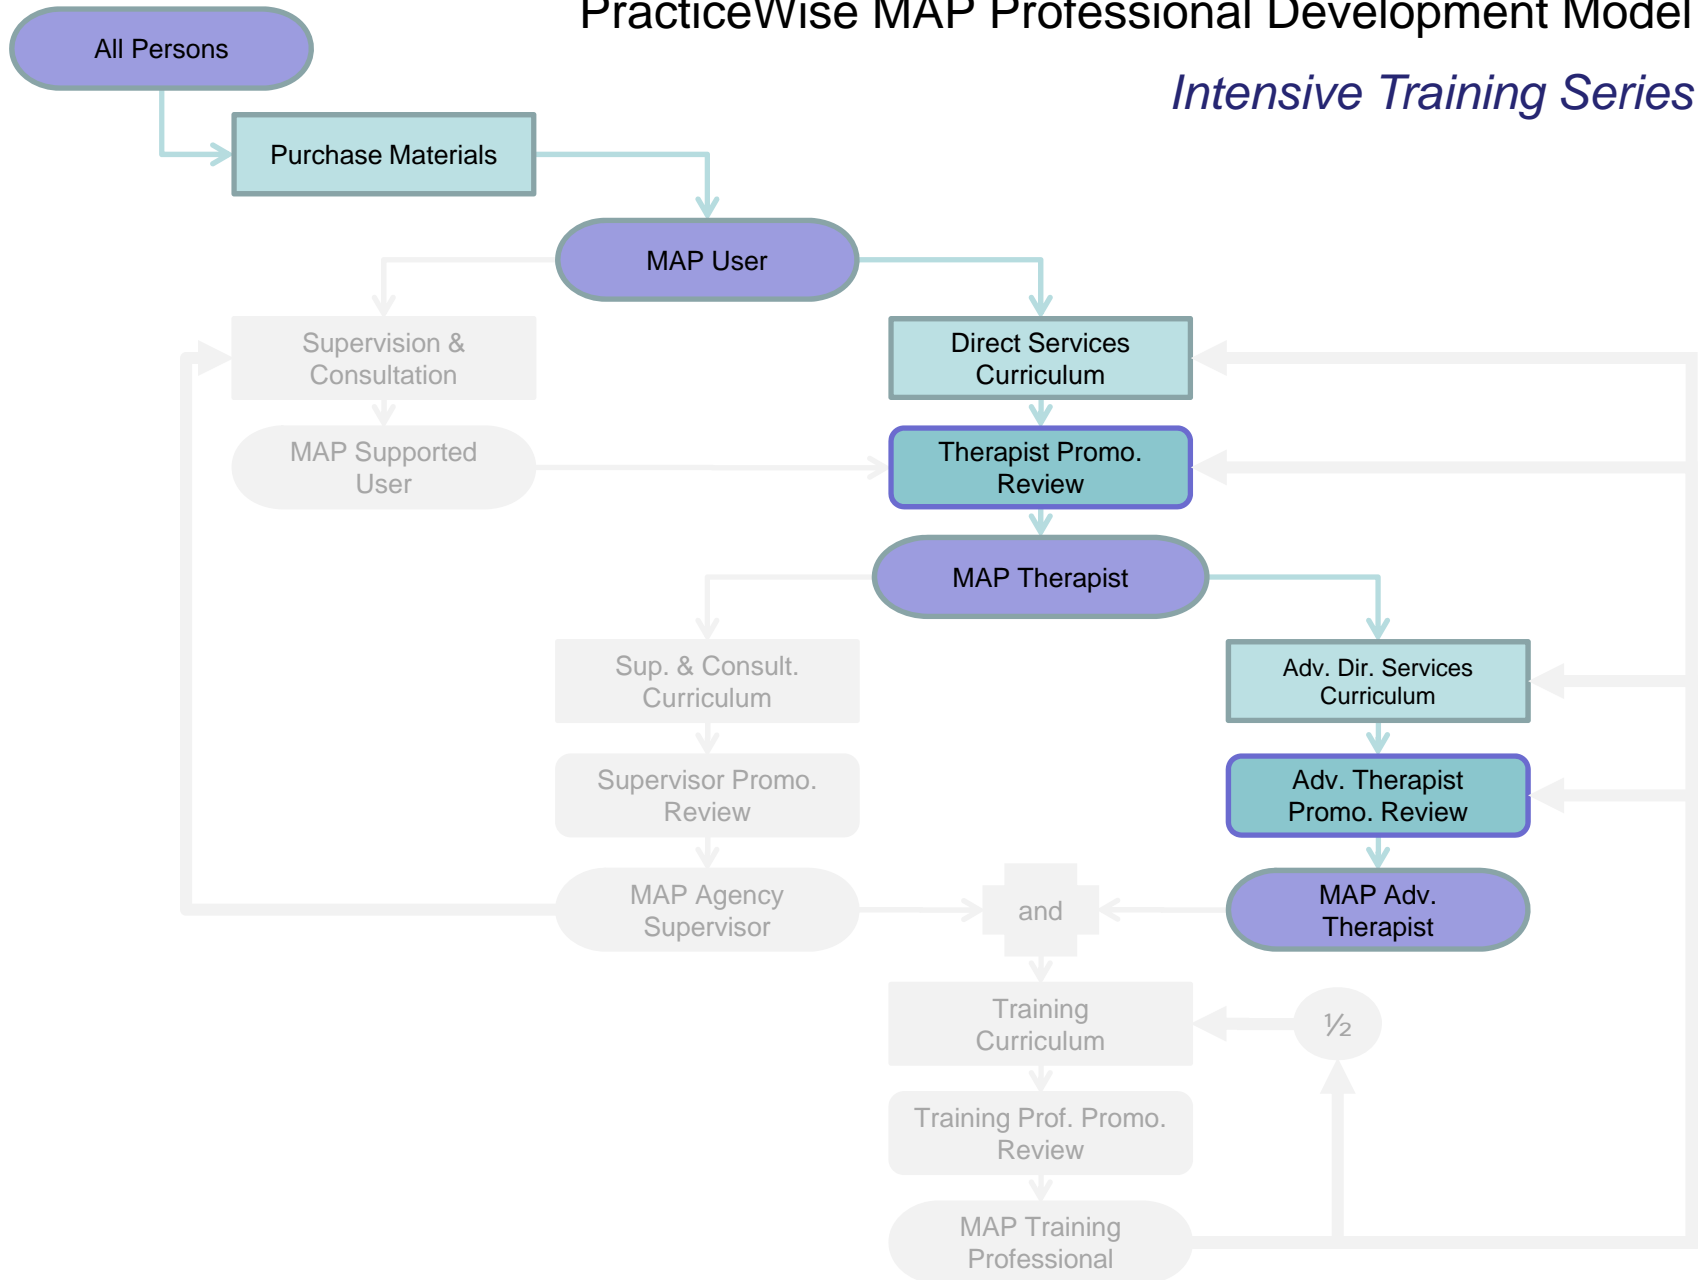 PracticeWise MAP Professional Development Model
Intensive Training Series
All Persons
Purchase Materials
MAP User
Supervision &
Consultation
Direct Services
Curriculum
MAP Supported
User
Therapist Promo.
Review
MAP Therapist
Sup. & Consult.
Curriculum
Adv. Dir. Services
Curriculum
Supervisor Promo.
Review
Adv. Therapist
Promo. Review
MAP Agency
Supervisor
and
MAP Adv.
Therapist
Training
Curriculum
½
Training Prof. Promo.
Review
MAP Training
Professional